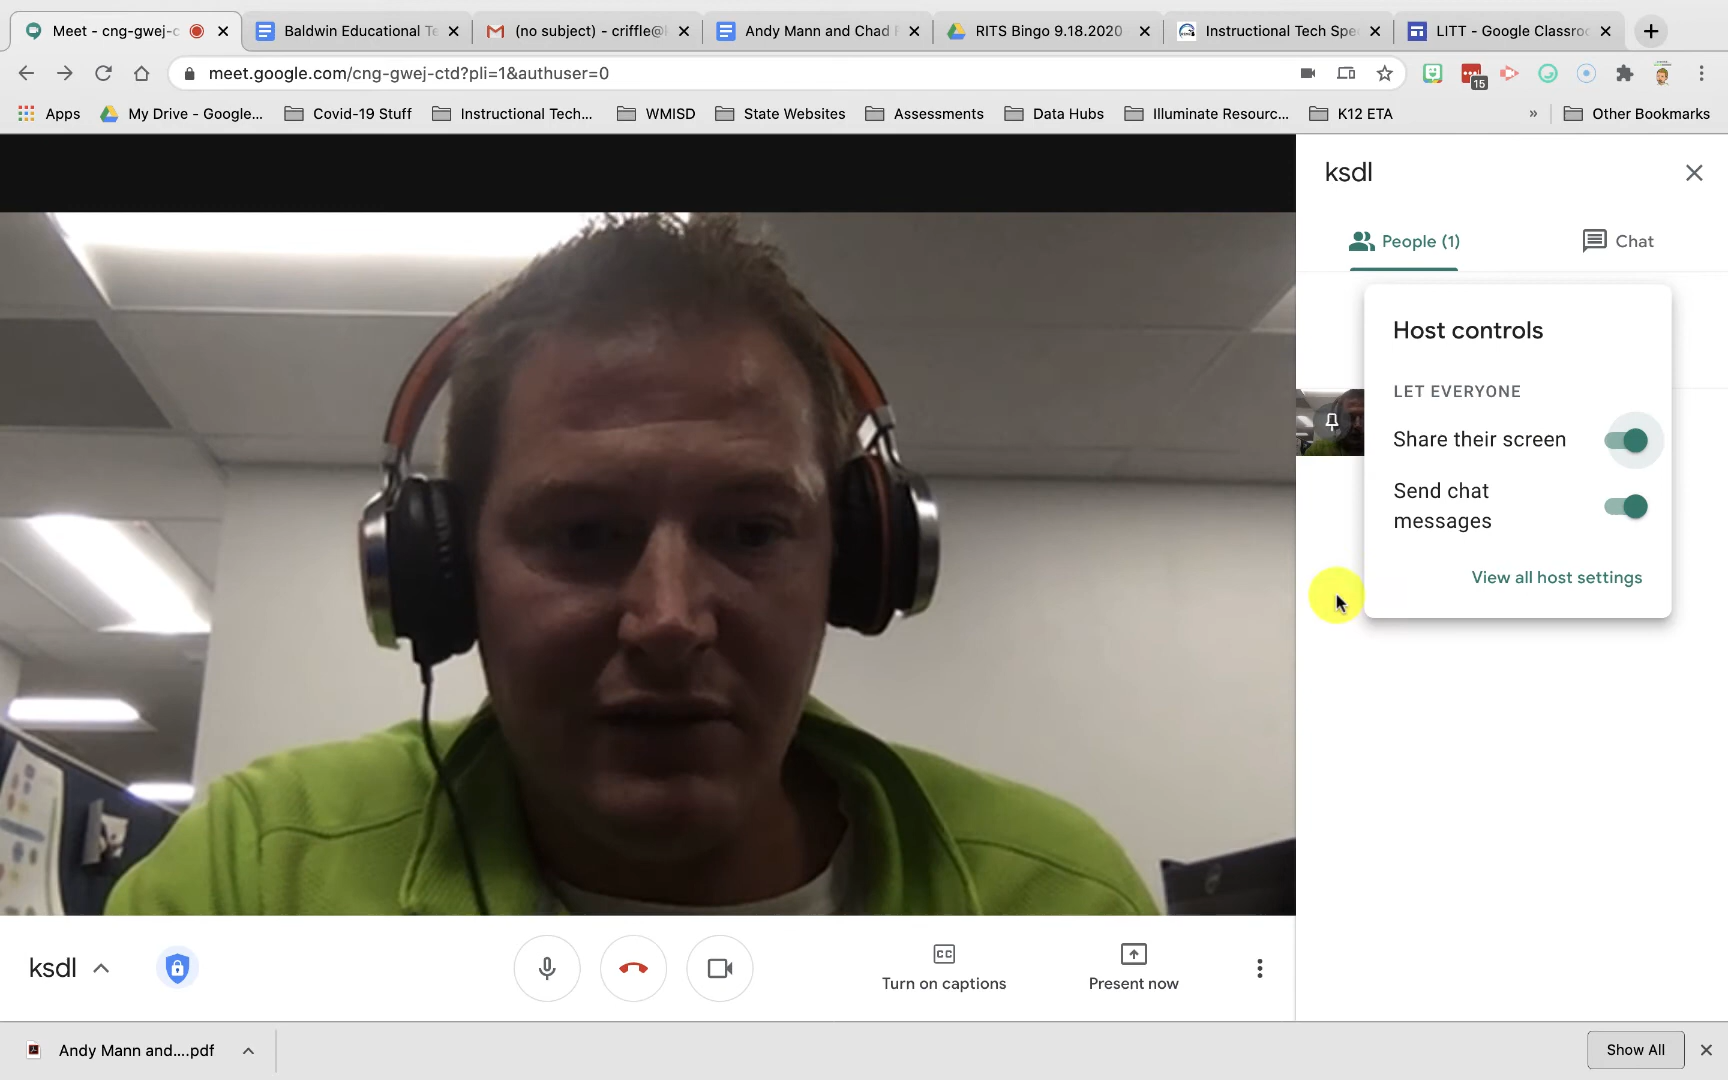 Meet - cng-gwej-c
Baldwin Educational Te
(no subject) - criffle@
Andy Mann and Chad
RITS Bingo 9.18.2020
Instructional Tech Spe
LITT - Google Classro
meet.google.com/cng-gwej-ctd?pli=1&authuser=0
15
Apps
My Drive - Google...
Covid-19 Stuff
Instructional Tech...
WMISD
State Websites
Assessments
Data Hubs
Illuminate Resourc...
K12 ETA
»
Other Bookmarks
ksdl
People (1)
Chat
Host controls
LET EVERYONE
Share their screen
Send chat
messages
View all host settings
ksdl
CC
Turn on captions
Present now
Andy Mann and....pdf
Show All